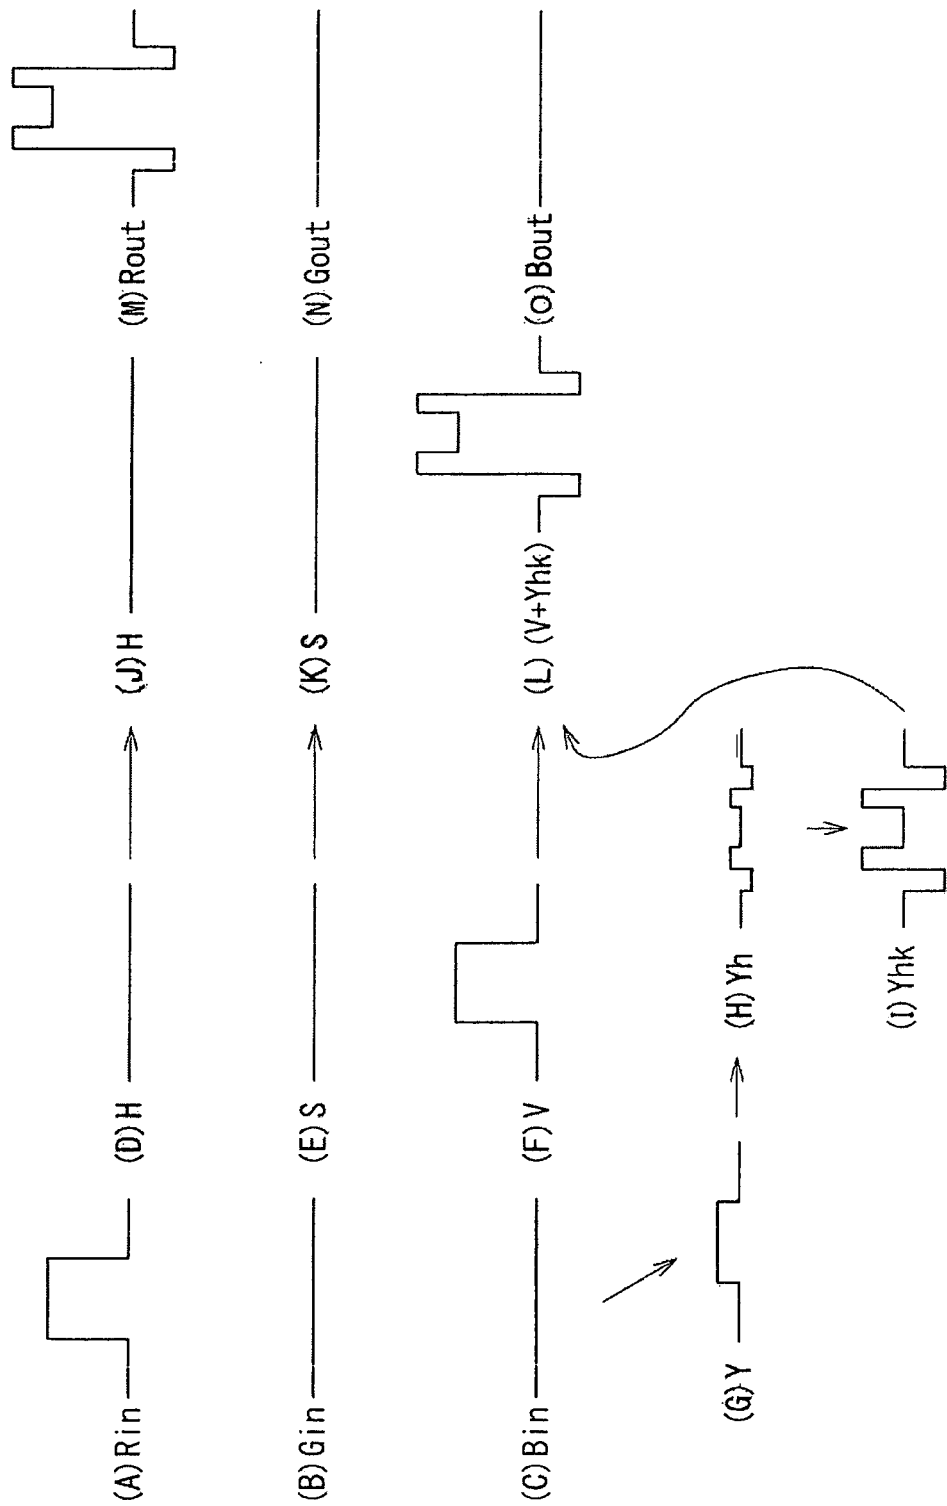 (A) Rin
(B) Gin
(C) Bin
(D) H
(E) S
(F) V
(G) Y
(H) Yh
(I) Yhk
(J) H
(K) S
(L) (V+Yhk)
(M) Rout
(N) Gout
(O) Bout